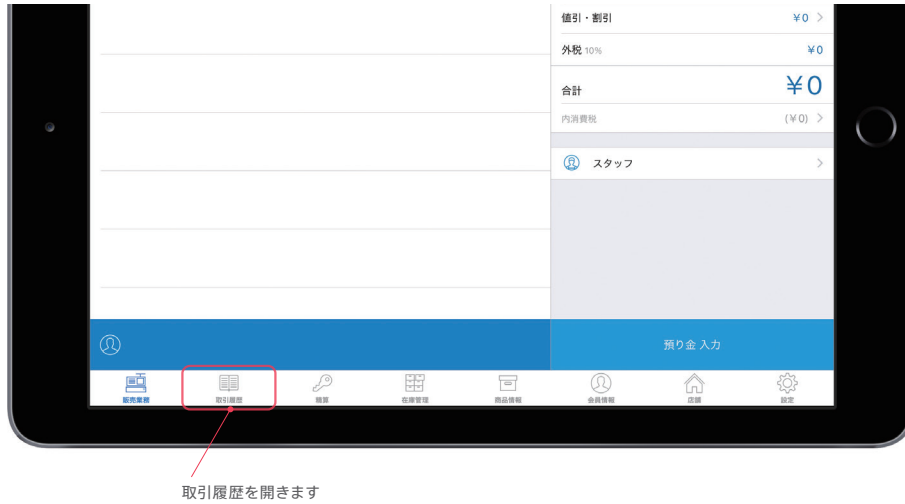 値引・割引 ¥0
外税 10% ¥0
合計 ¥0
内消費税 (¥0)
スタッフ
預り金 入力
販売業務 取引履歴 精算 在庫管理 商品情報 会員情報 店舗 設定
取引履歴を開きます